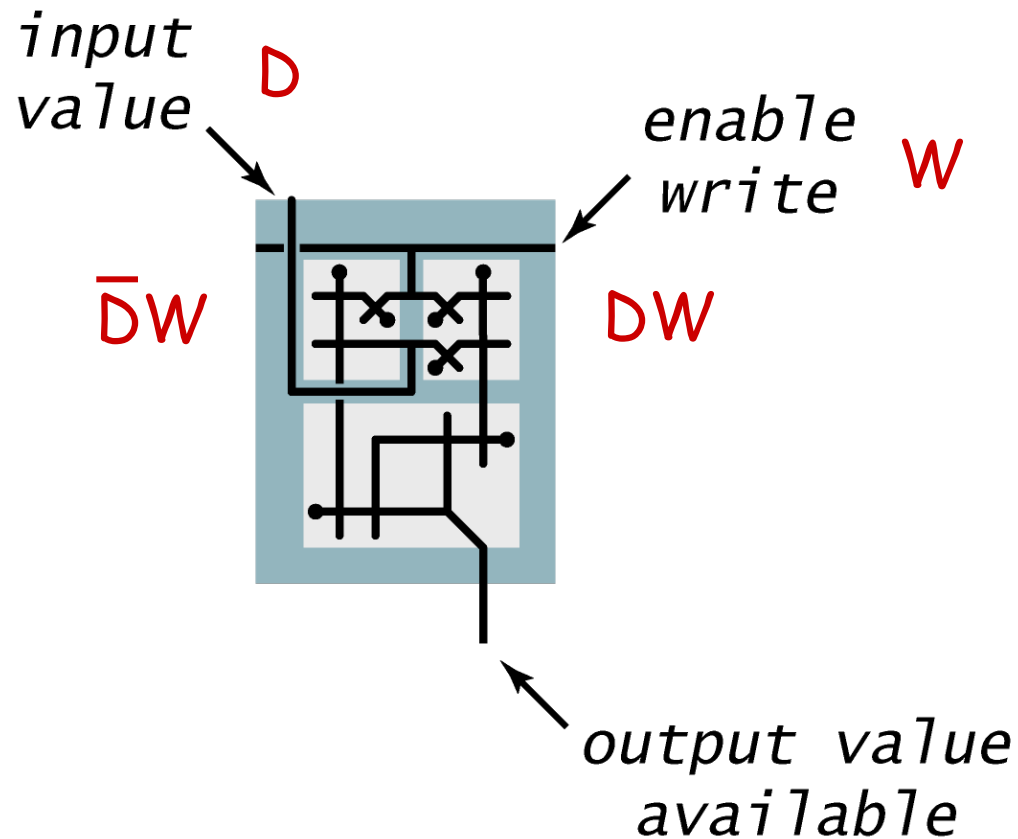 input
value
D
enable
write
W
D̅W
DW
output value
available